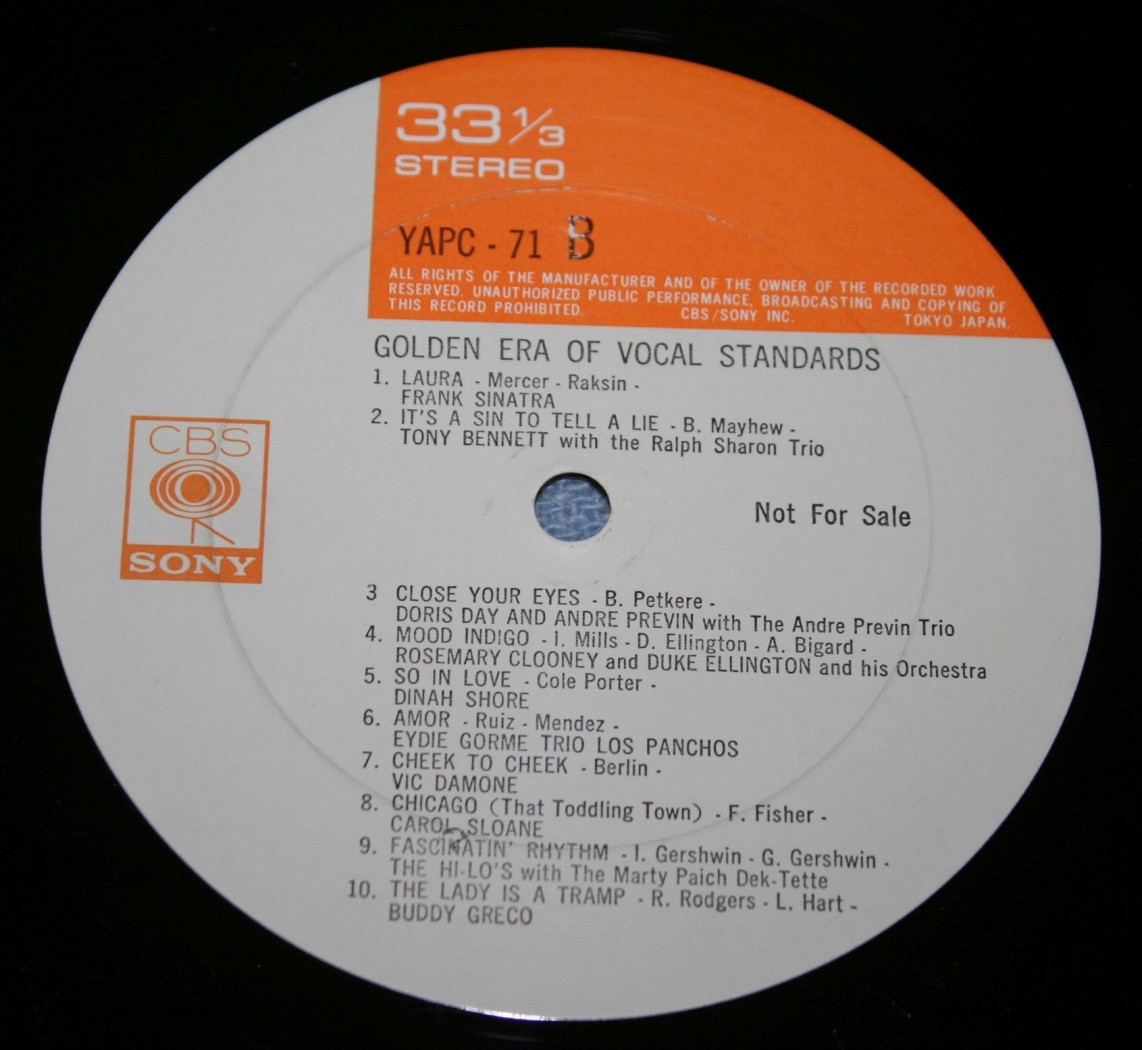 33 1/3
STEREO
YAPC - 71 B
ALL RIGHTS OF THE MANUFACTURER AND OF THE OWNER OF THE RECORDED WORK
RESERVED. UNAUTHORIZED PUBLIC PERFORMANCE, BROADCASTING AND COPYING OF
THIS RECORD PROHIBITED. CBS/SONY INC. TOKYO JAPAN.
GOLDEN ERA OF VOCAL STANDARDS
1. LAURA - Mercer - Raksin -
FRANK SINATRA
2. IT'S A SIN TO TELL A LIE - B. Mayhew -
TONY BENNETT with the Ralph Sharon Trio
CBS
SONY
Not For Sale
3 CLOSE YOUR EYES - B. Petkere -
DORIS DAY AND ANDRE PREVIN with The Andre Previn Trio
4. MOOD INDIGO - I. Mills - D. Ellington - A. Bigard -
ROSEMARY CLOONEY and DUKE ELLINGTON and his Orchestra
5. SO IN LOVE - Cole Porter -
DINAH SHORE
6. AMOR - Ruiz - Mendez -
EYDIE GORME TRIO LOS PANCHOS
7. CHEEK TO CHEEK - Berlin -
VIC DAMONE
8. CHICAGO (That Toddling Town) - F. Fisher -
CAROL SLOANE
9. FASCINATIN' RHYTHM - I. Gershwin - G. Gershwin -
THE HI-LO'S with The Marty Paich Dek-Tette
10. THE LADY IS A TRAMP - R. Rodgers - L. Hart -
BUDDY GRECO